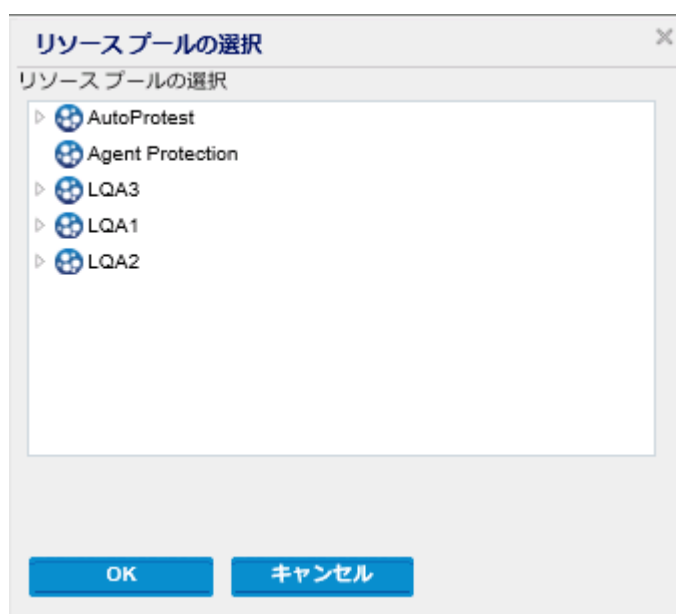 リソース プールの選択
リソース プールの選択
AutoProtest
Agent Protection
LQA3
LQA1
LQA2
OK
キャンセル